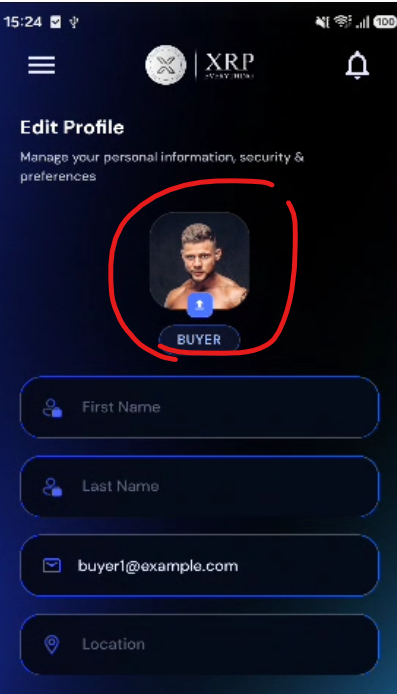 15:24
100
XRP
EVERYTHING
Edit Profile
Manage your personal information, security &
preferences
BUYER
First Name
Last Name
buyer1@example.com
Location